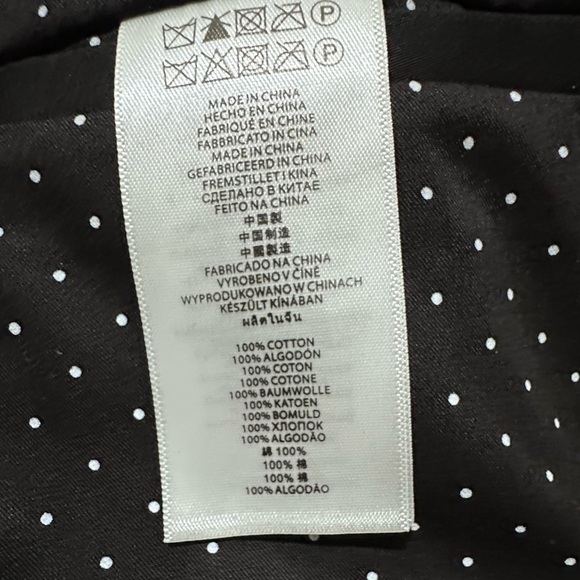 P
P
MADE IN CHINA
HECHO EN CHINA
FABRIQUÉ EN CHINE
FABBRICATO IN CINA
MADE IN CHINA
GEFABRICEERD IN CHINA
FREMSTILLET I KINA
СДЕЛАНО В КИТАЕ
FEITO NA CHINA
中国製
中国制造
中國製造
FABRICADO NA CHINA
VYROBENO V ČÍNĚ
WYPRODUKOWANO W CHINACH
KÉSZÜLT KÍNÁBAN
ผลิตในจีน
100% COTTON
100% ALGODÓN
100% COTON
100% COTONE
100% BAUMWOLLE
100% KATOEN
100% BOMULD
100% ХЛОПОК
100% ALGODÃO
綿 100%
100% 棉
100% 棉
100% ALGODÃO